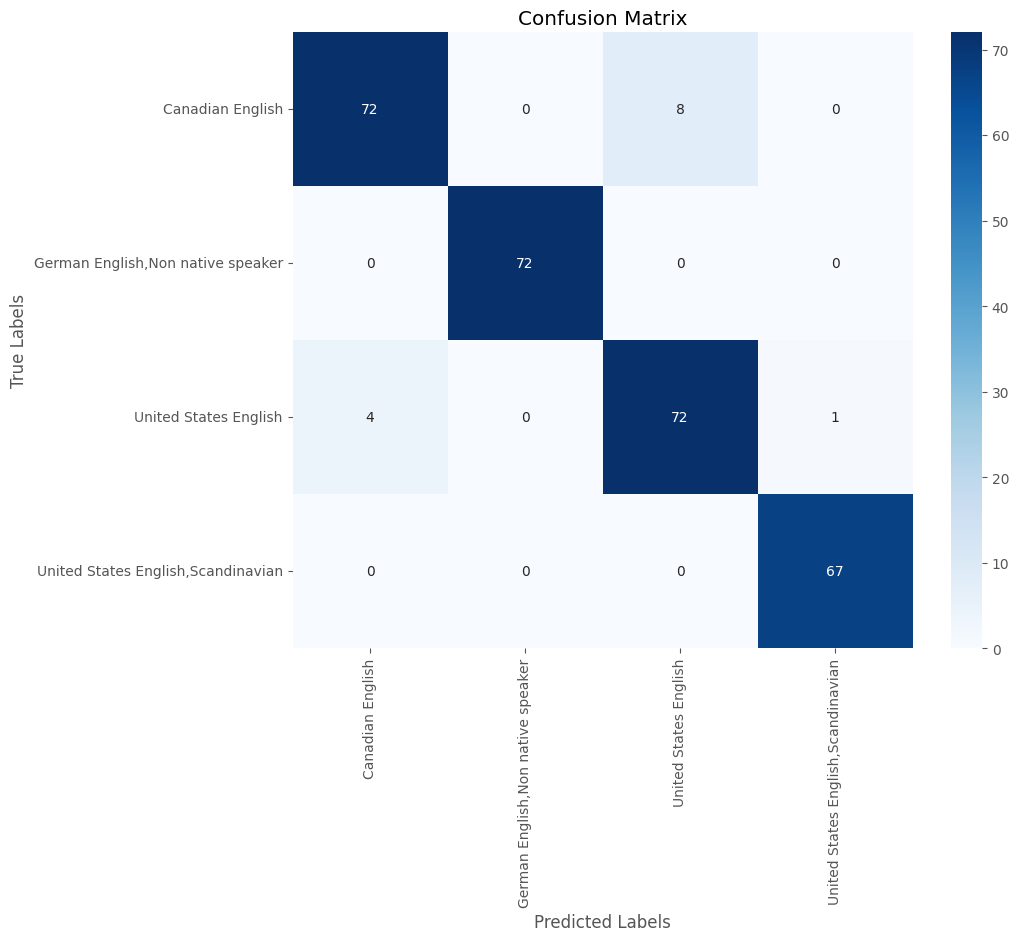 Confusion Matrix
True Labels
Canadian English 72 0 8 0
German English,Non native speaker 0 72 0 0
United States English 4 0 72 1
United States English,Scandinavian 0 0 0 67
Canadian English
German English,Non native speaker
United States English
United States English,Scandinavian
Predicted Labels
70
60
50
40
30
20
10
0